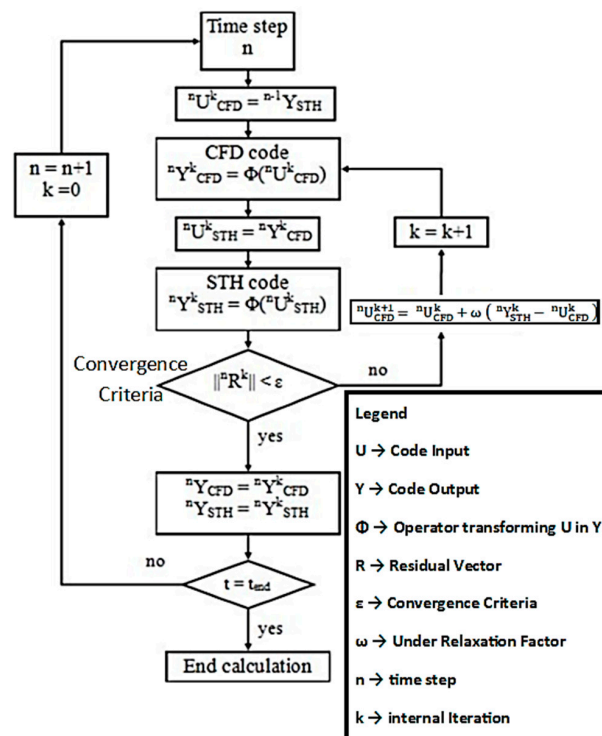 Time step
n
ⁿUᵏCFD = ⁿ⁻¹YSTH
CFD code
ⁿYᵏCFD = Φ(ⁿUᵏCFD)
n = n+1
k =0
ⁿUᵏSTH = ⁿYᵏCFD
k = k+1
STH code
ⁿYᵏSTH = Φ(ⁿUᵏSTH)
ⁿUᵏ⁺¹CFD = ⁿUᵏCFD + ω ( ⁿYᵏSTH − ⁿUᵏCFD)
Convergence
Criteria
||ⁿRᵏ|| < ε
no
yes
ⁿYCFD = ⁿYᵏCFD
ⁿYSTH = ⁿYᵏSTH
no
t = tend
yes
End calculation
Legend
U → Code Input
Y → Code Output
Φ → Operator transforming U in Y
R → Residual Vector
ε → Convergence Criteria
ω → Under Relaxation Factor
n → time step
k → internal Iteration